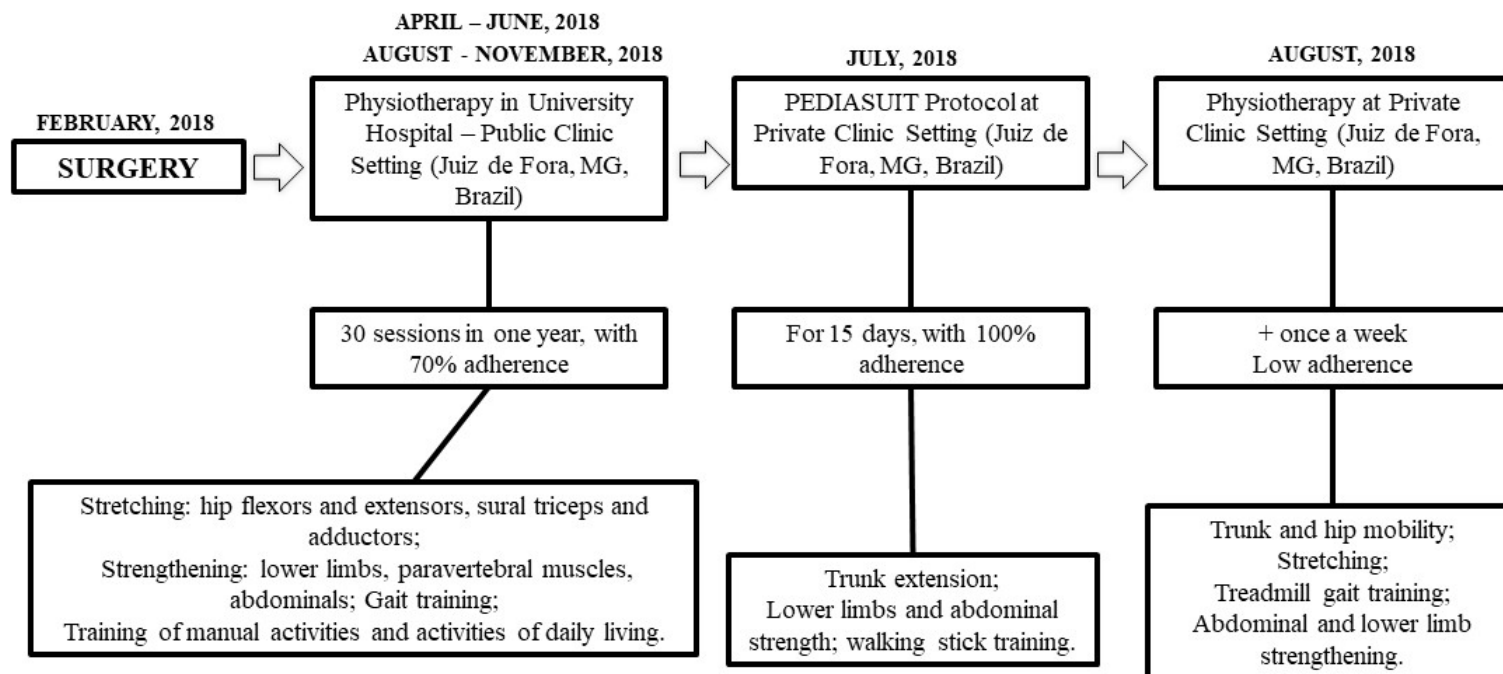 FEBRUARY, 2018
SURGERY
APRIL – JUNE, 2018
AUGUST - NOVEMBER, 2018
Physiotherapy in University
Hospital – Public Clinic
Setting (Juiz de Fora, MG,
Brazil)
30 sessions in one year, with
70% adherence
Stretching: hip flexors and extensors, sural triceps and
adductors;
Strengthening: lower limbs, paravertebral muscles,
abdominals; Gait training;
Training of manual activities and activities of daily living.
JULY, 2018
PEDIASUIT Protocol at
Private Clinic Setting (Juiz de
Fora, MG, Brazil)
For 15 days, with 100%
adherence
Trunk extension;
Lower limbs and abdominal
strength; walking stick training.
AUGUST, 2018
Physiotherapy at Private
Clinic Setting (Juiz de Fora,
MG, Brazil)
+ once a week
Low adherence
Trunk and hip mobility;
Stretching;
Treadmill gait training;
Abdominal and lower limb
strengthening.